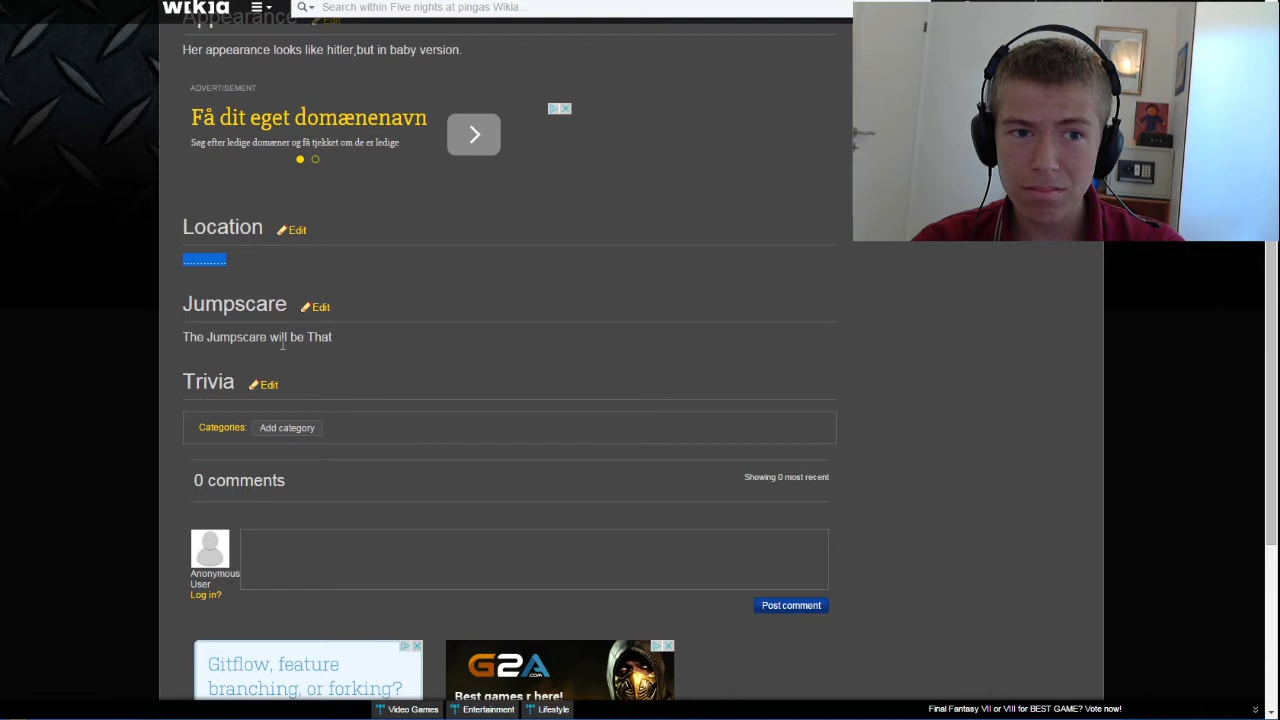 wikia
Search within Five nights at pingas Wikia...
Appearance Edit
Her appearance looks like hitler,but in baby version.
ADVERTISEMENT
Få dit eget domænenavn
Søg efter ledige domæner og få tjekket om de er ledige
Location Edit
.............
Jumpscare Edit
The Jumpscare will be That
Trivia Edit
Categories: Add category
0 comments
Showing 0 most recent
Anonymous
User
Log in?
Post comment
Gitflow, feature
branching, or forking?
G2A.COM
Best games r here!
Video Games Entertainment Lifestyle
Final Fantasy VII or VIII for BEST GAME? Vote now!